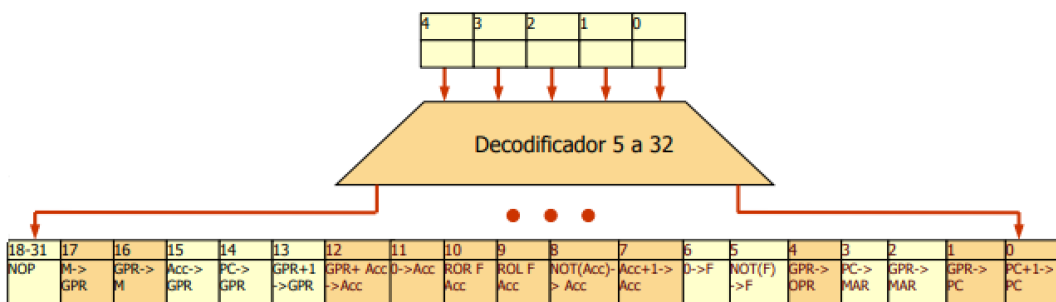 4 3 2 1 0
Decodificador 5 a 32
18-31 17 16 15 14 13 12 11 10 9 8 7 6 5 4 3 2 1 0
NOP M-> GPR-> Acc-> PC-> GPR+1 GPR+ Acc 0->Acc ROR F ROL F NOT(Acc)- Acc+1-> 0->F NOT(F) GPR-> PC-> GPR-> GPR-> PC+1->
GPR M GPR GPR ->GPR ->Acc Acc Acc > Acc Acc ->F OPR MAR MAR PC PC